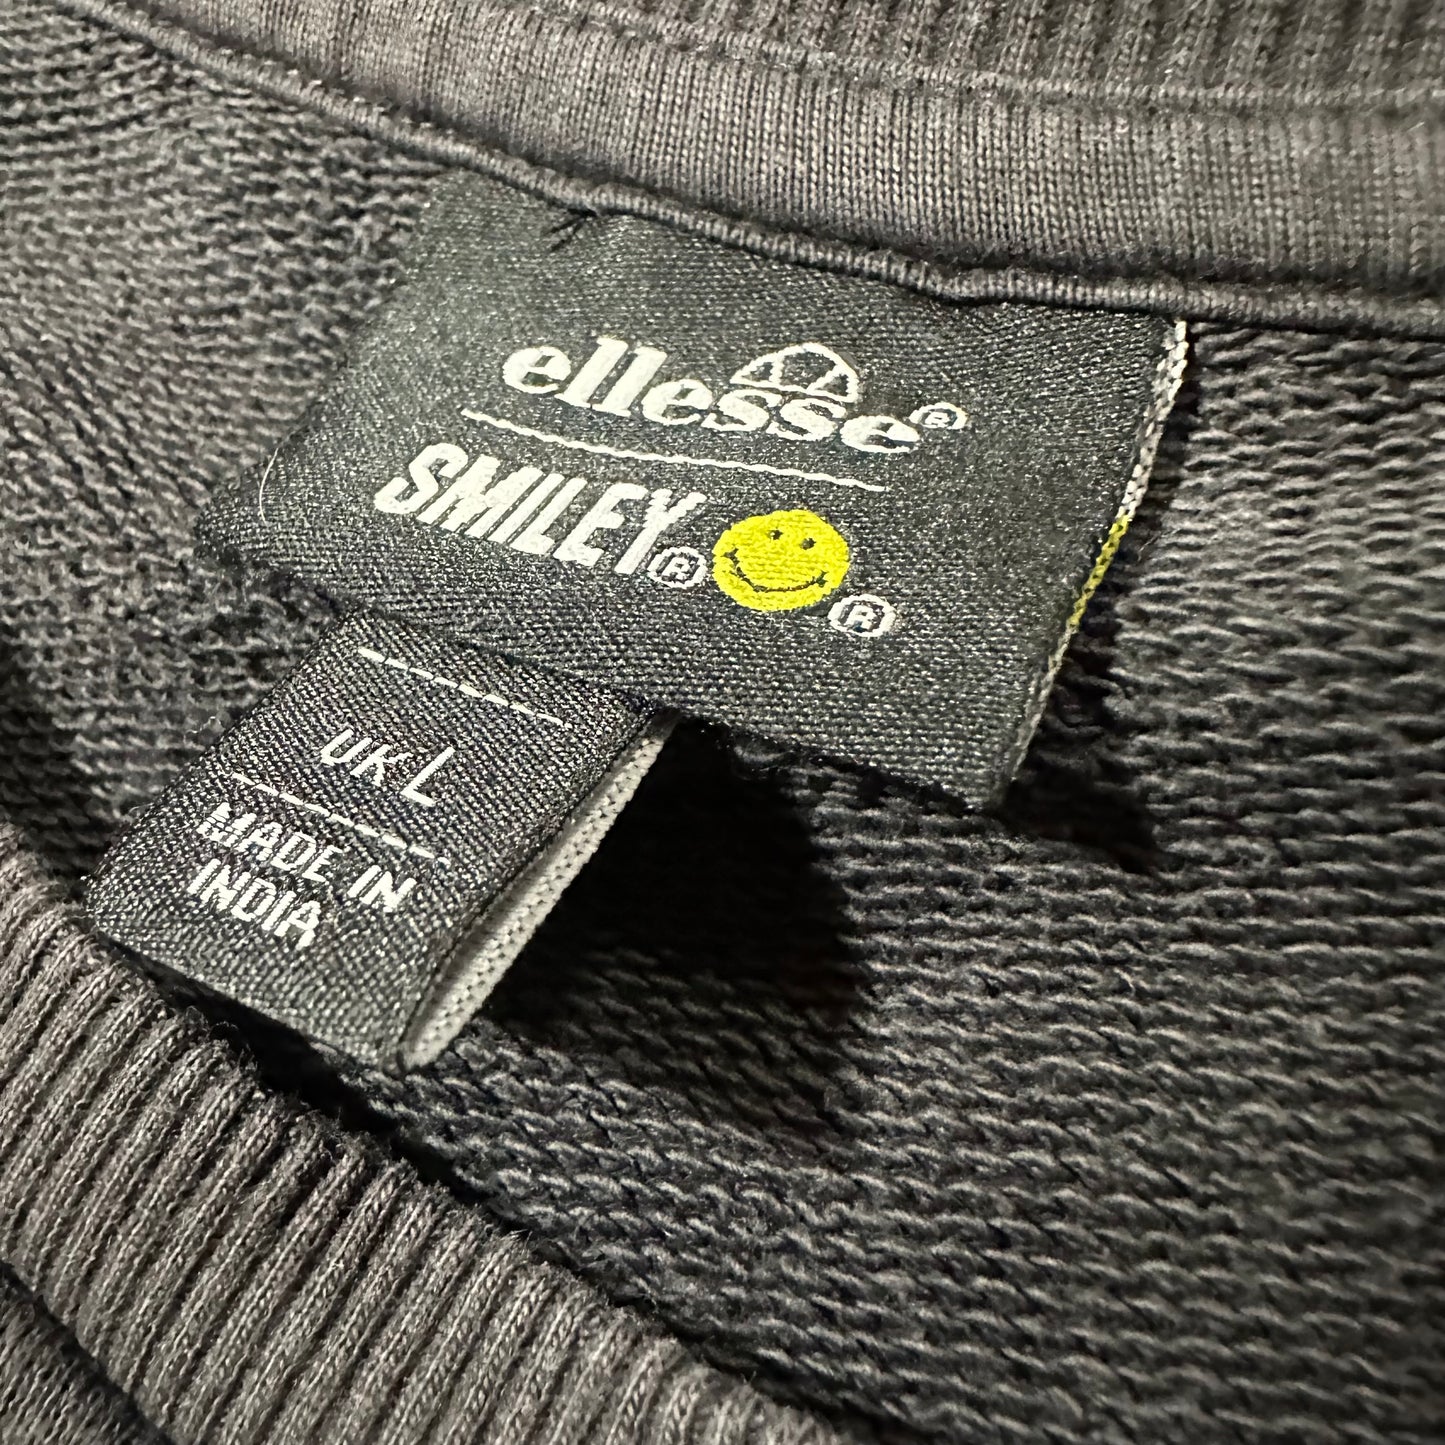 ellesse®
SMILEY® ®
UK L
MADE IN
INDIA